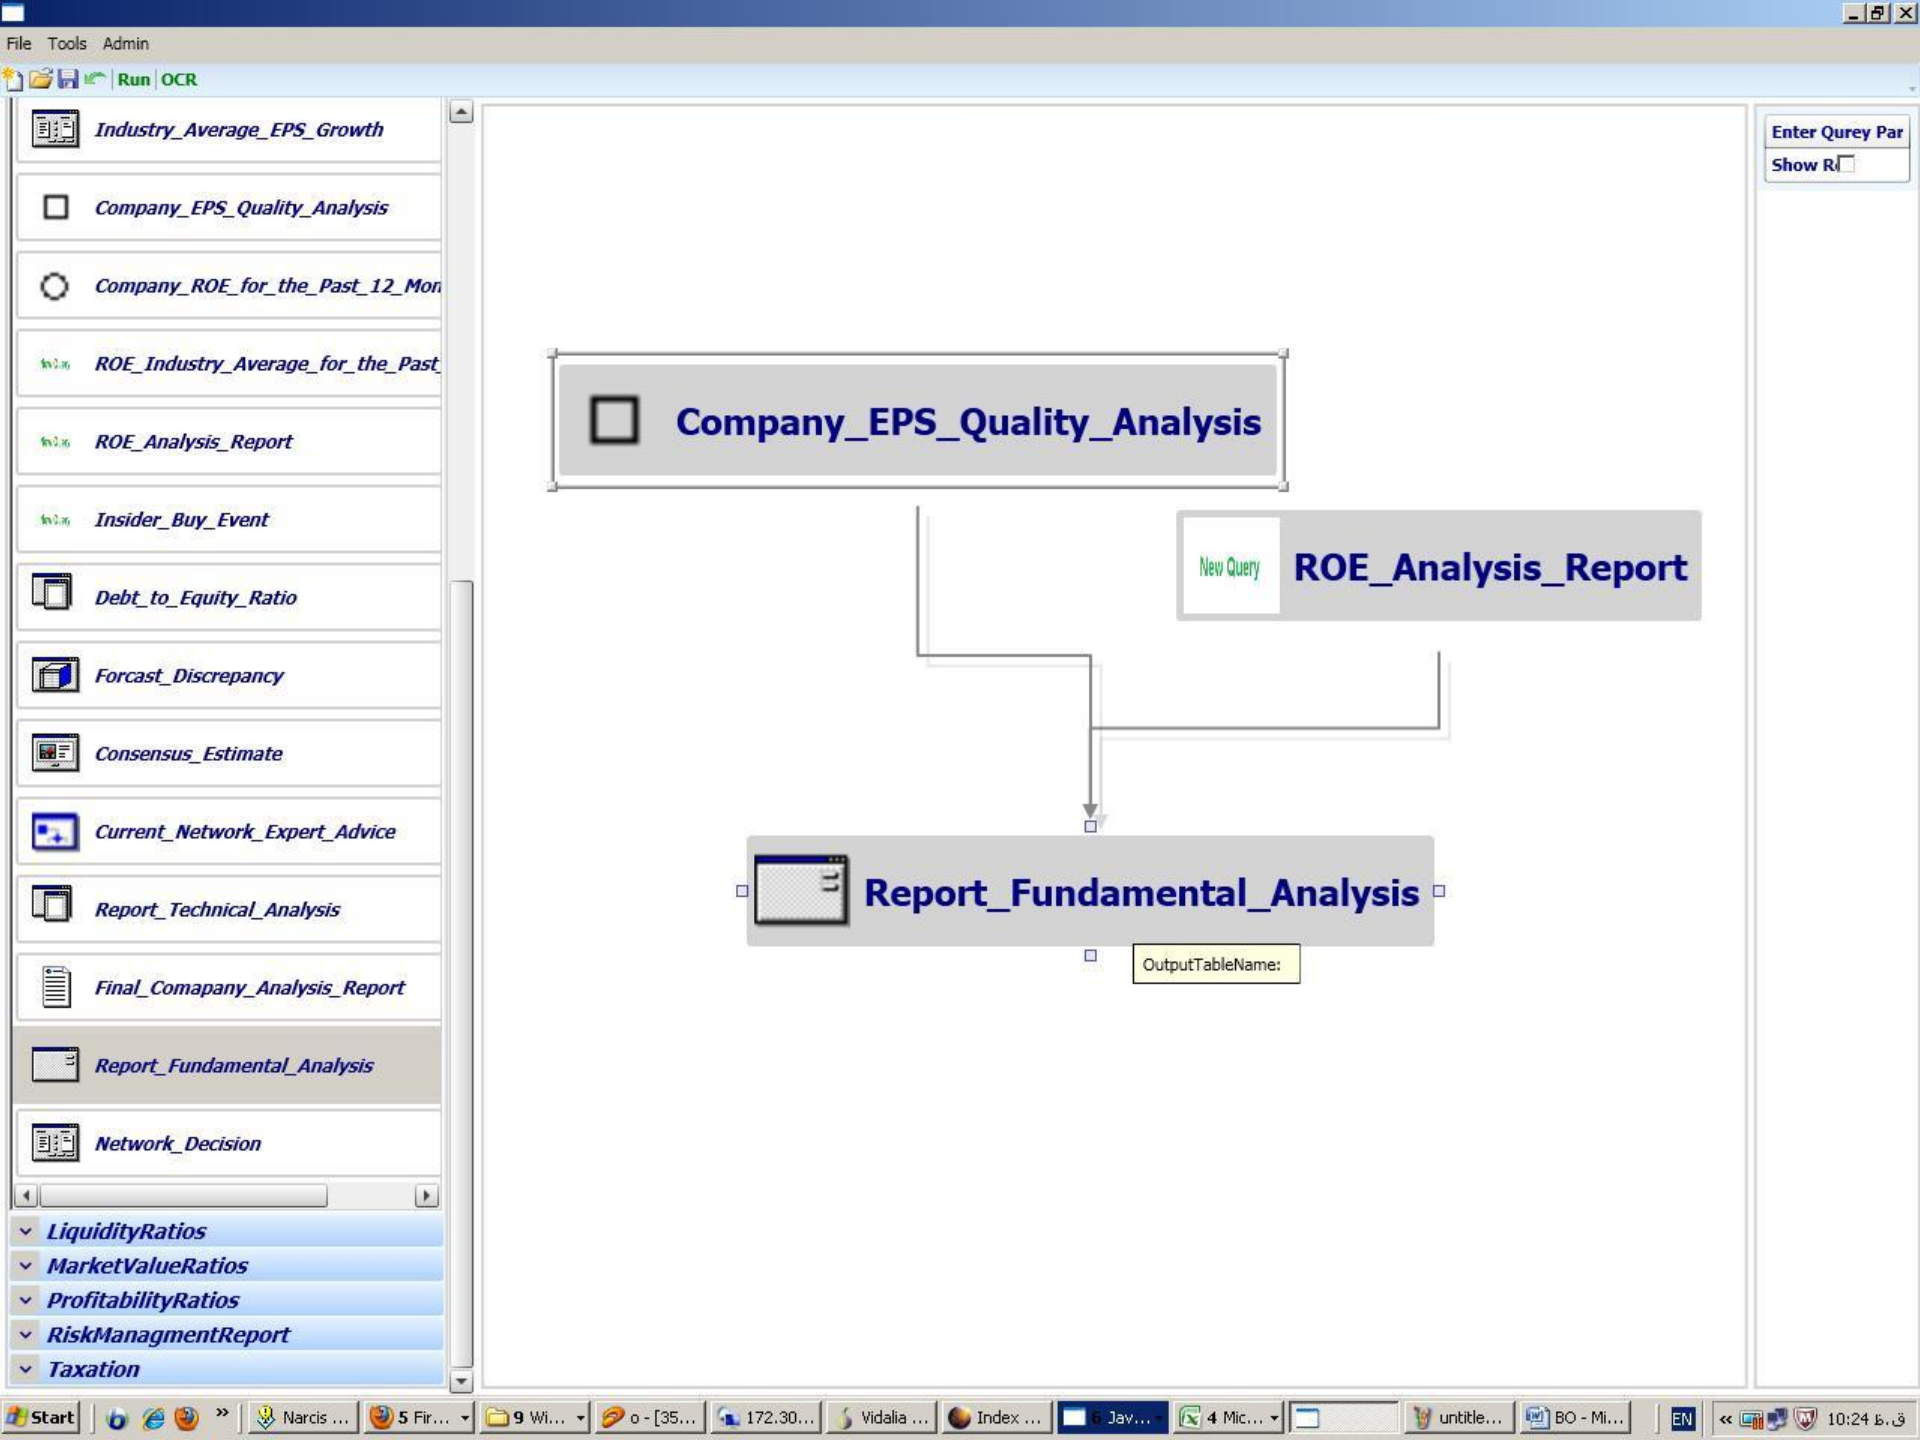 File Tools Admin
Run OCR
Industry_Average_EPS_Growth
Company_EPS_Quality_Analysis
Company_ROE_for_the_Past_12_Mon
ROE_Industry_Average_for_the_Past_
ROE_Analysis_Report
Insider_Buy_Event
Debt_to_Equity_Ratio
Forcast_Discrepancy
Consensus_Estimate
Current_Network_Expert_Advice
Report_Technical_Analysis
Final_Comapany_Analysis_Report
Report_Fundamental_Analysis
Network_Decision
LiquidityRatios
MarketValueRatios
ProfitabilityRatios
RiskManagmentReport
Taxation
Company_EPS_Quality_Analysis
New Query ROE_Analysis_Report
Report_Fundamental_Analysis
OutputTableName:
Enter Qurey Par
Show R
Start » Narcis ... 5 Fir... 9 Wi... o - [35... 172.30... Vidalia ... Index ... 6 Jav... 4 Mic... untitle... BO - Mi... EN « 10:24 ق.ظ